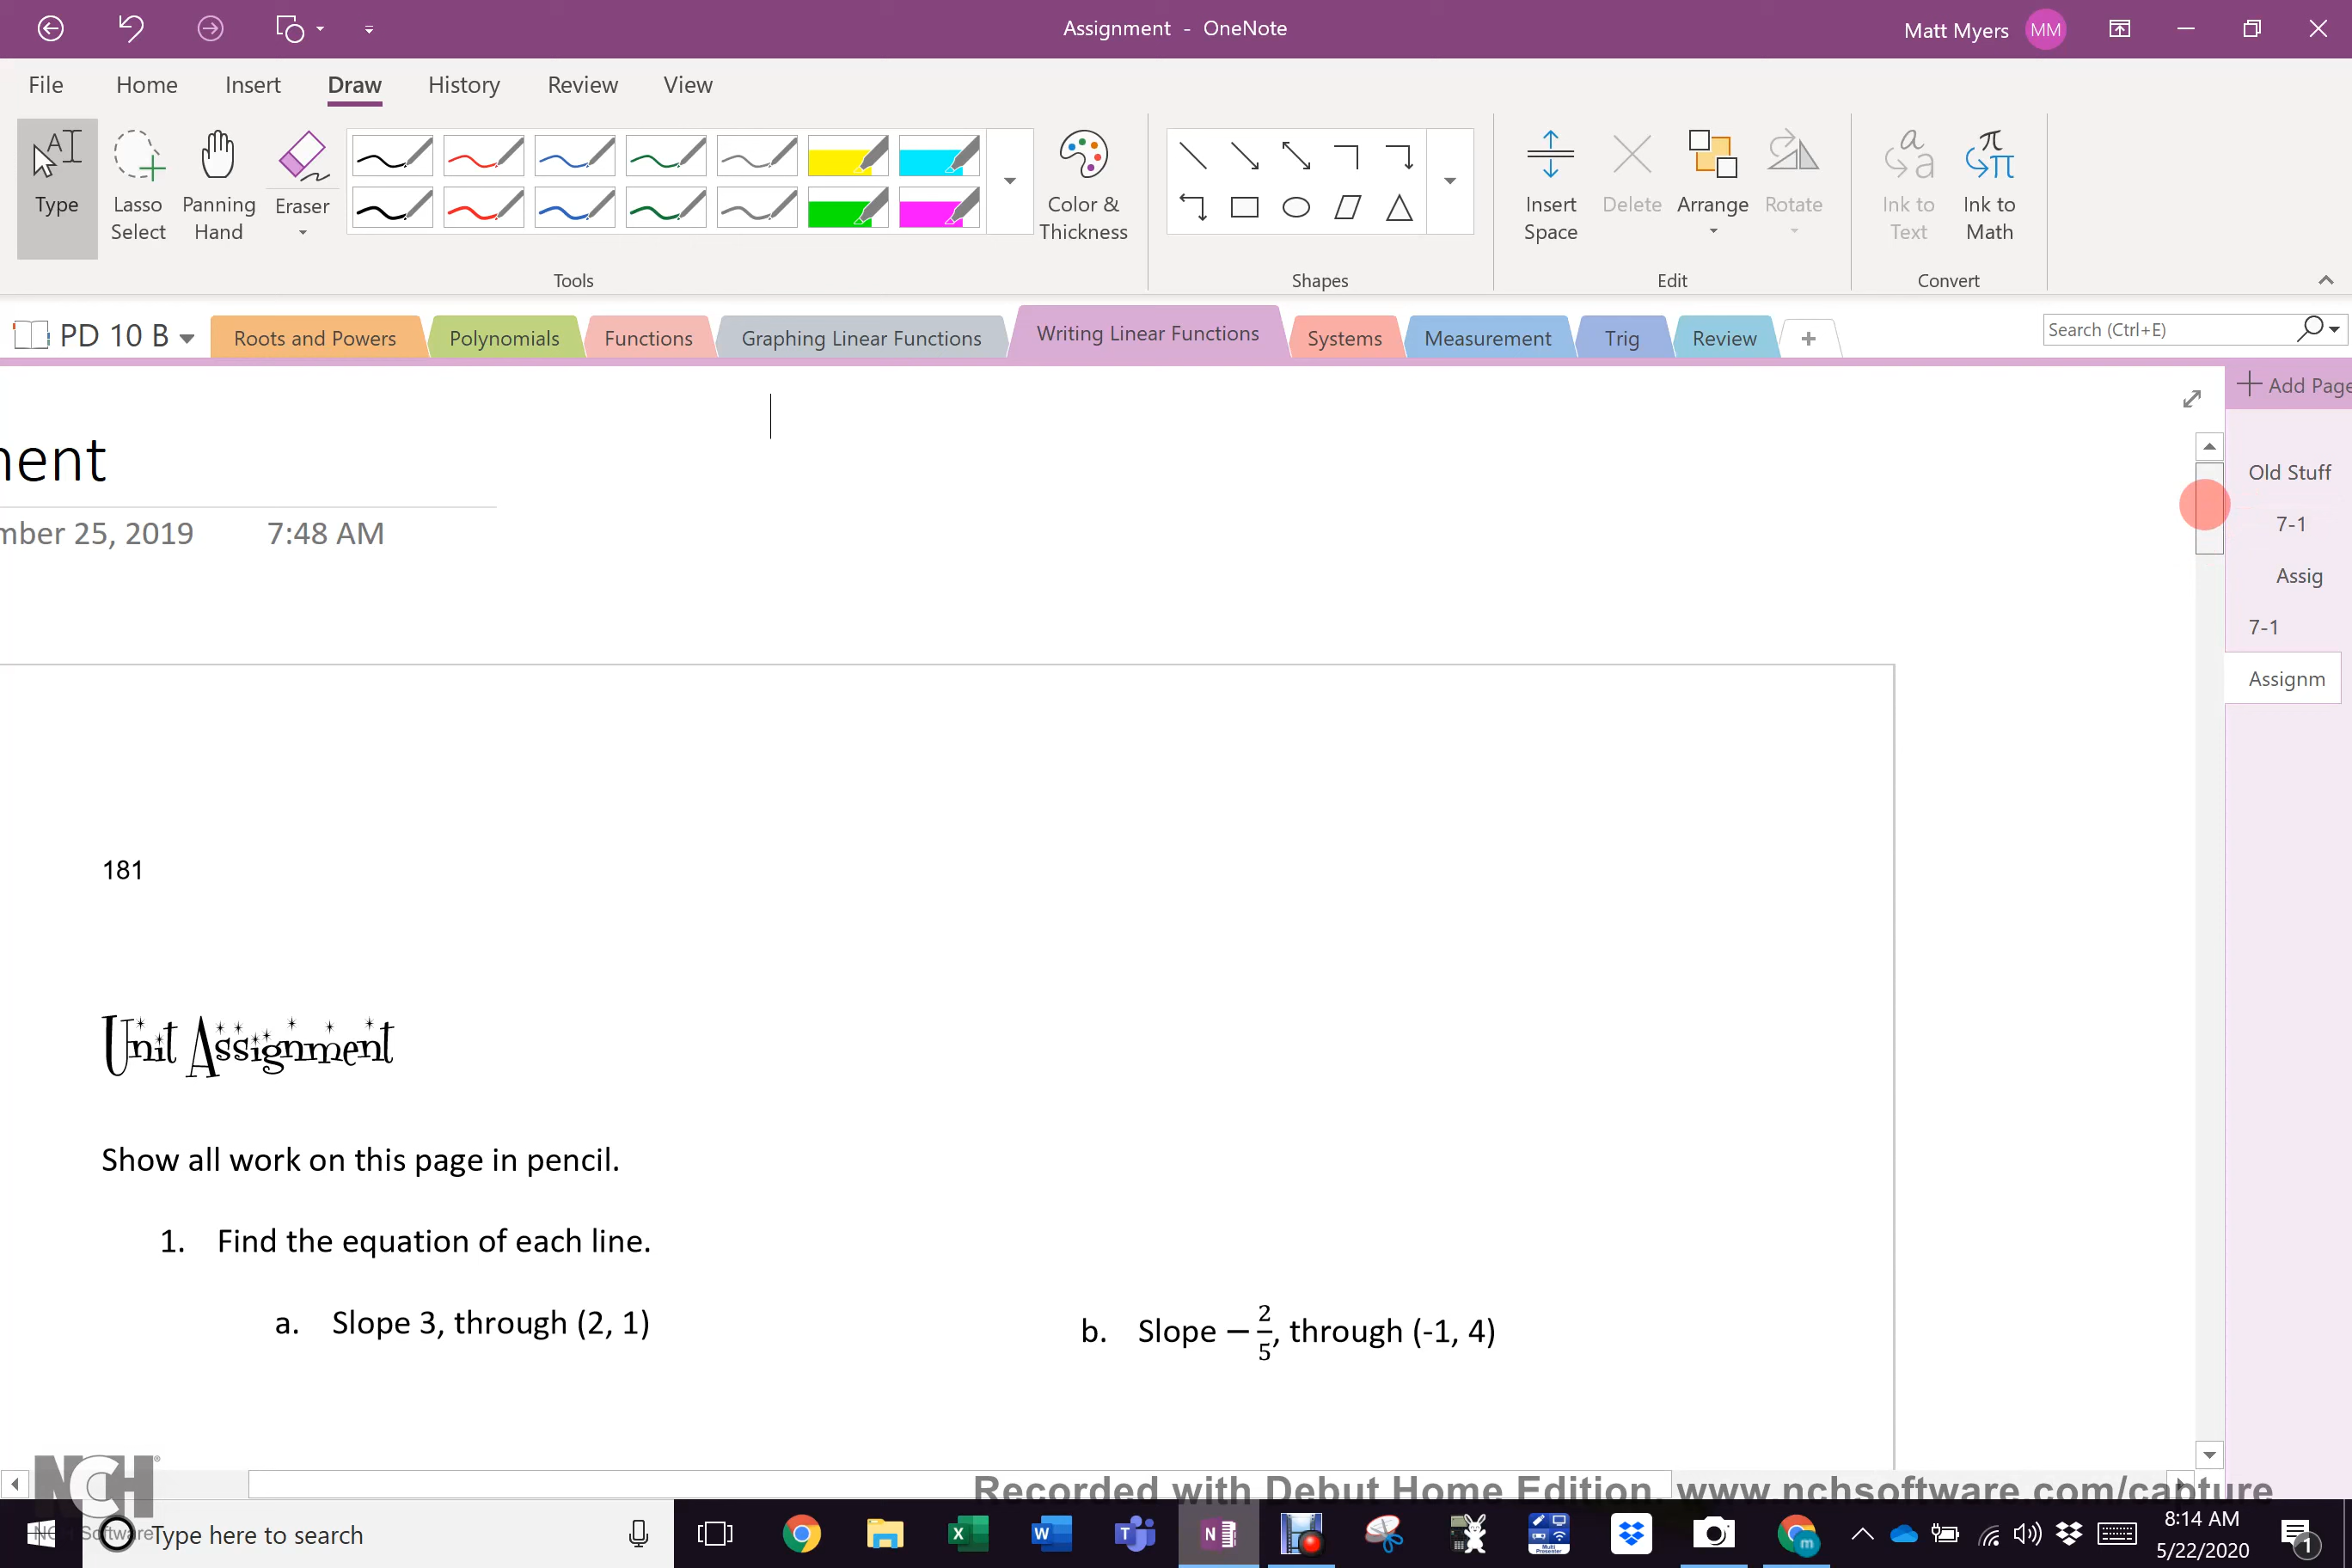 Assignment - OneNote
Matt Myers MM
File Home Insert Draw History Review View
Type
Lasso Select
Panning Hand
Eraser
Color & Thickness
Insert Space
Delete
Arrange
Rotate
Ink to Text
Ink to Math
Tools Shapes Edit Convert
PD 10 B Roots and Powers Polynomials Functions Graphing Linear Functions Writing Linear Functions Systems Measurement Trig Review + Search (Ctrl+E)
Add Page
nent
mber 25, 2019 7:48 AM
Old Stuff
7-1
Assig
7-1
Assignm
181
Unit Assignment
Show all work on this page in pencil.
1. Find the equation of each line.
a. Slope 3, through (2, 1)
b. Slope −2/5, through (-1, 4)
NCH
Recorded with Debut Home Edition. www.nchsoftware.com/capture
NCH Software
Type here to search
8:14 AM
5/22/2020
1